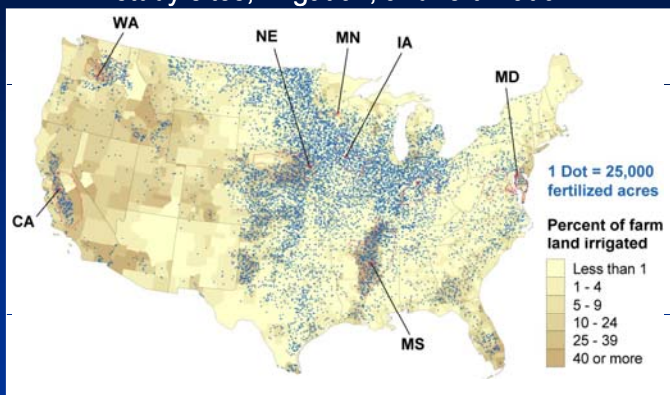 WA
NE
MN
IA
MD
CA
MS
1 Dot = 25,000
fertilized acres
Percent of farm
land irrigated
Less than 1
1 - 4
5 - 9
10 - 24
25 - 39
40 or more